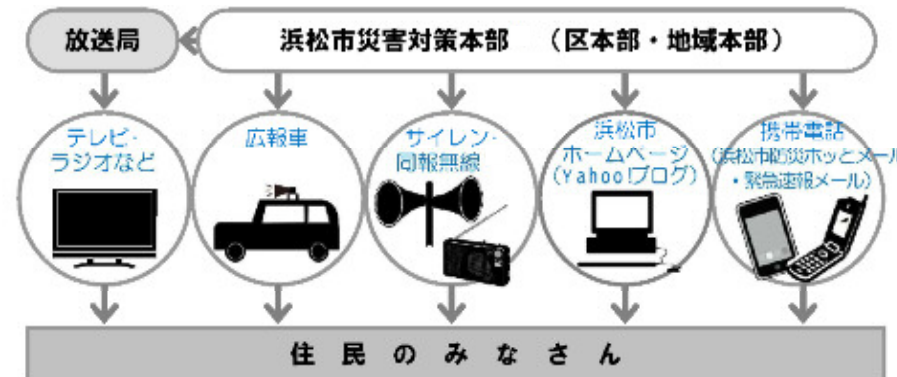 放送局
浜松市災害対策本部　（区本部・地域本部）
テレビ・
ラジオなど
広報車
サイレン・
同報無線
浜松市
ホームページ
(Yahoo!ブログ)
携帯電話
(浜松市防災ホッとメール
・緊急速報メール)
住民のみなさん